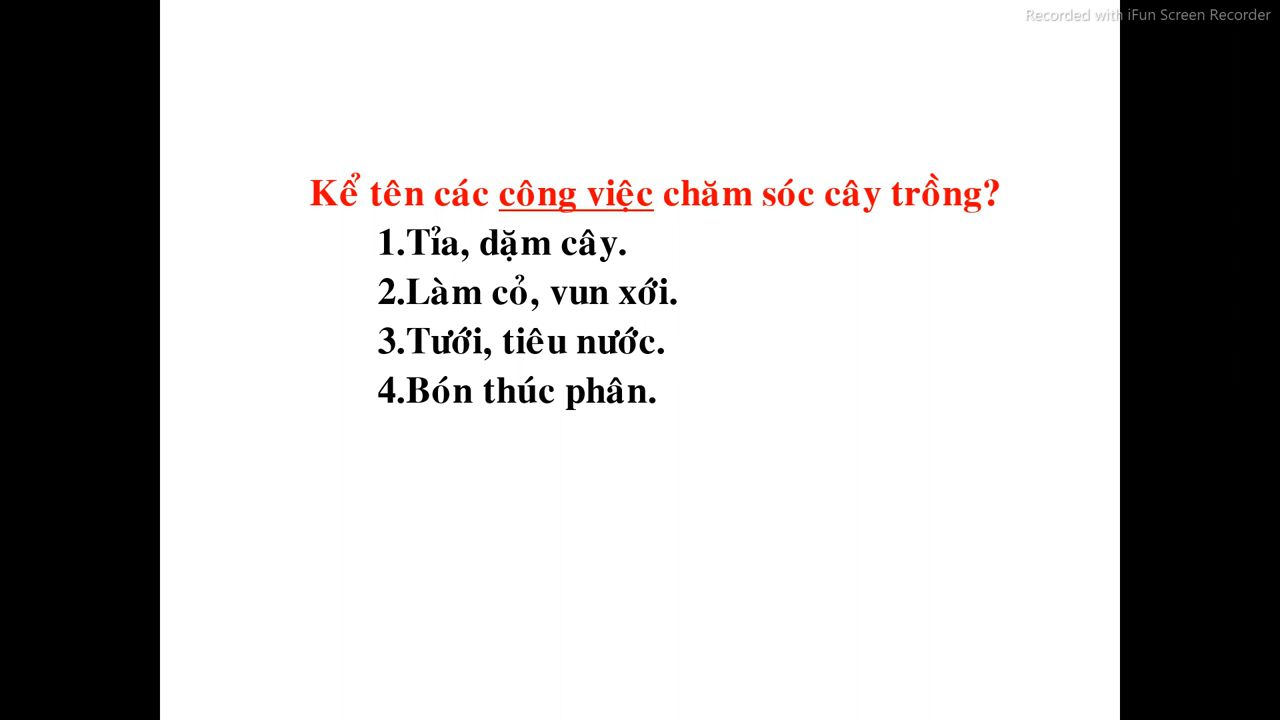 Recorded with iFun Screen Recorder
Kể tên các công việc chăm sóc cây trồng?
1.Tỉa, dặm cây.
2.Làm cỏ, vun xới.
3.Tưới, tiêu nước.
4.Bón thúc phân.